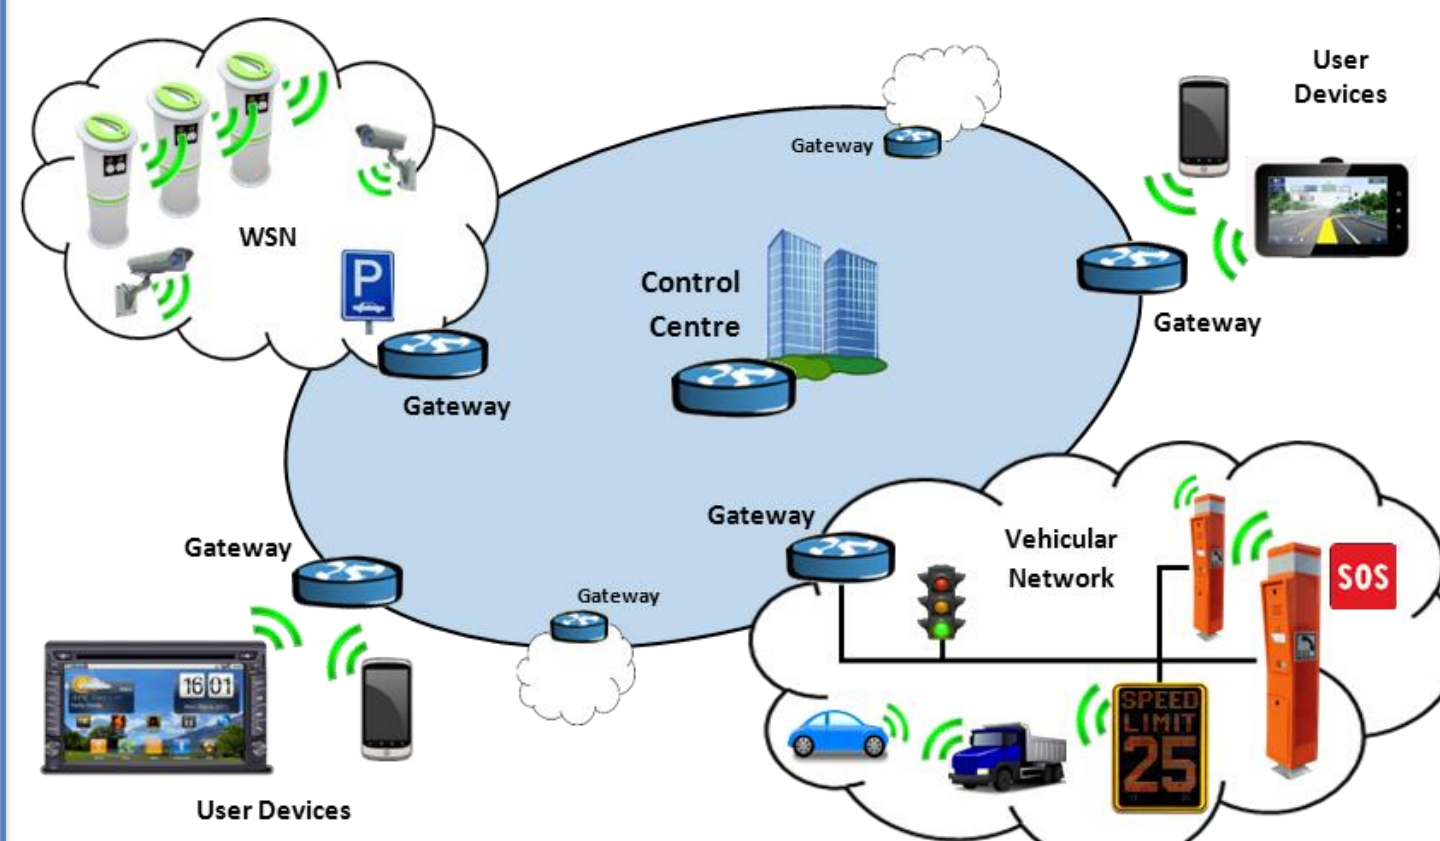 User
Devices
Gateway
WSN
P
Control
Centre
Gateway
Gateway
Gateway
Vehicular
Network
SOS
Gateway
Gateway
SPEED
LIMIT
25
16 01
User Devices